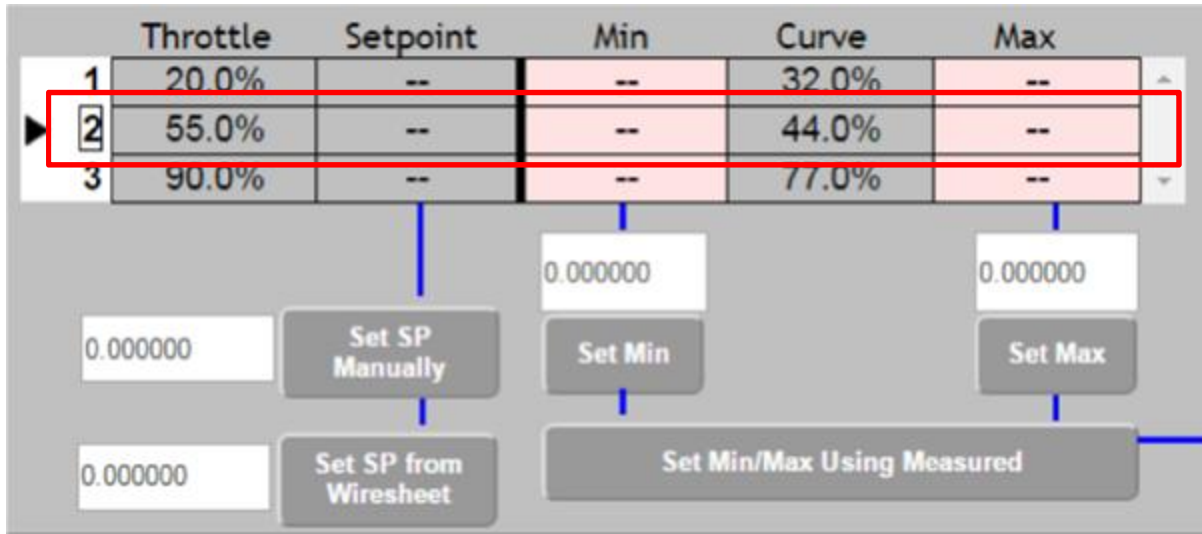 Throttle Setpoint Min Curve Max
1 20.0% -- -- 32.0% --
2 55.0% -- -- 44.0% --
3 90.0% -- -- 77.0% --
0.000000 0.000000
0.000000
Set SP
Manually
Set Min
Set Max
0.000000
Set SP from
Wiresheet
Set Min/Max Using Measured